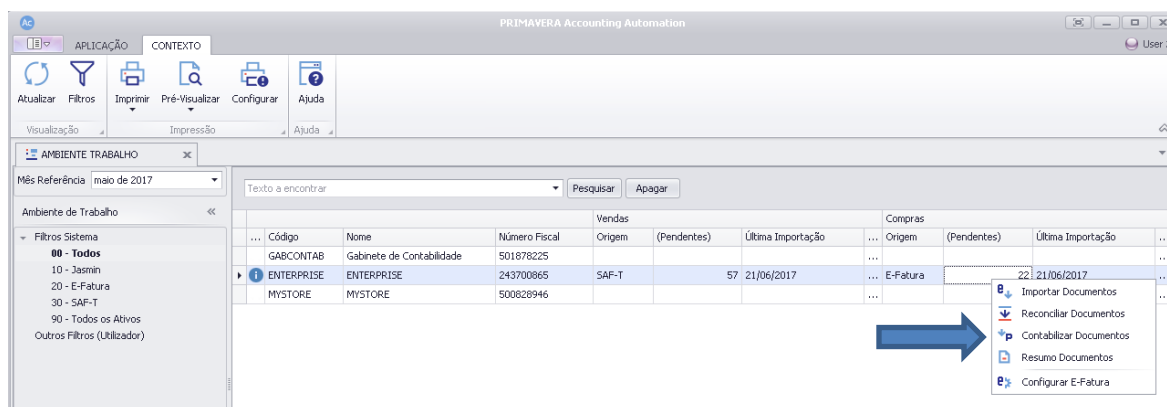 Ac
PRIMAVERA Accounting Automation
APLICAÇÃO CONTEXTO User
Atualizar Filtros Imprimir Pré-Visualizar Configurar Ajuda
Visualização Impressão Ajuda
AMBIENTE TRABALHO
Mês Referência maio de 2017
Texto a encontrar Pesquisar Apagar
Ambiente de Trabalho
Vendas Compras
Filtros Sistema
... Código Nome Número Fiscal Origem (Pendentes) Última Importação ... Origem (Pendentes) Última Importação ...
00 - Todos
GABCONTAB Gabinete de Contabilidade 501878225 ... ...
10 - Jasmin
ENTERPRISE ENTERPRISE 243700865 SAF-T 57 21/06/2017 ... E-Fatura 22 21/06/2017 ...
20 - E-Fatura
MYSTORE MYSTORE 500828946 ...
30 - SAF-T
90 - Todos os Ativos
Outros Filtros (Utilizador)
Importar Documentos
Reconciliar Documentos
Contabilizar Documentos
Resumo Documentos
Configurar E-Fatura